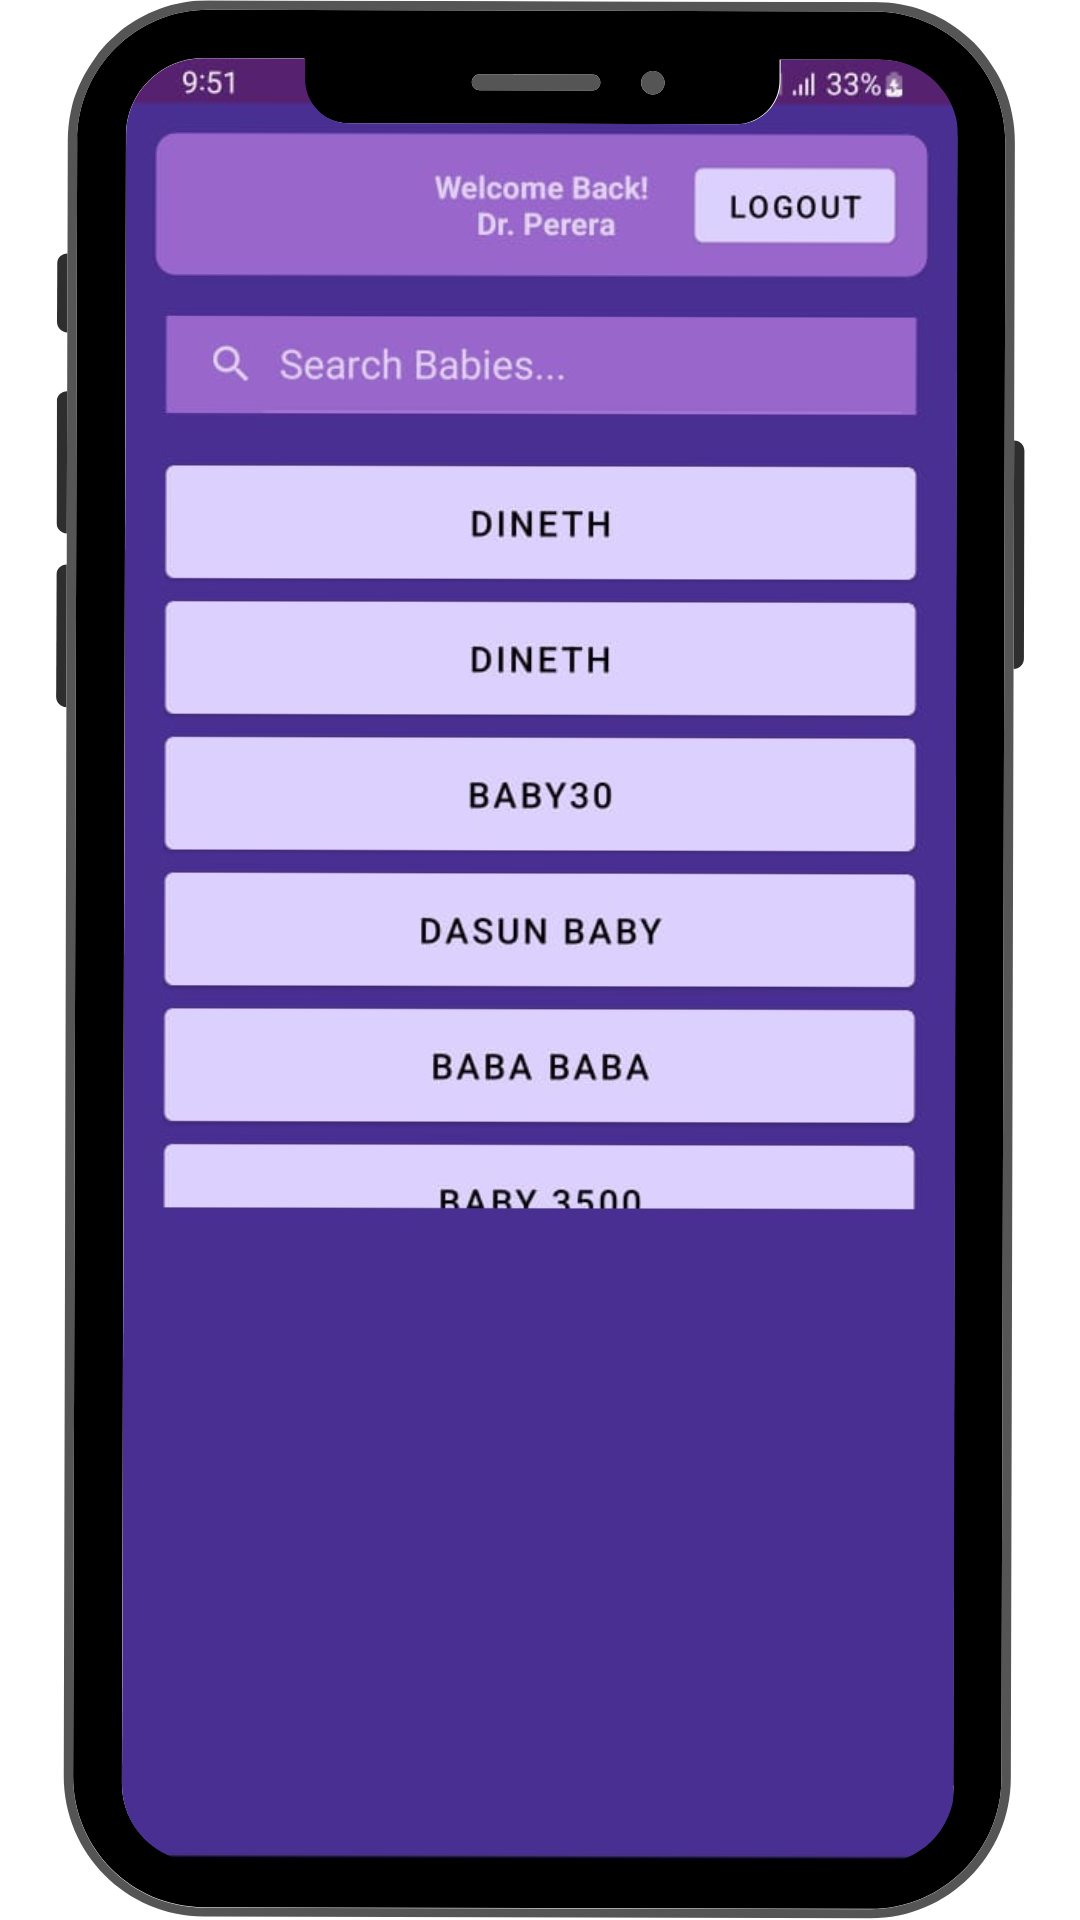 9:51
33%
Welcome Back!
Dr. Perera
LOGOUT
Search Babies...
DINETH
DINETH
BABY30
DASUN BABY
BABA BABA
BABY 3500